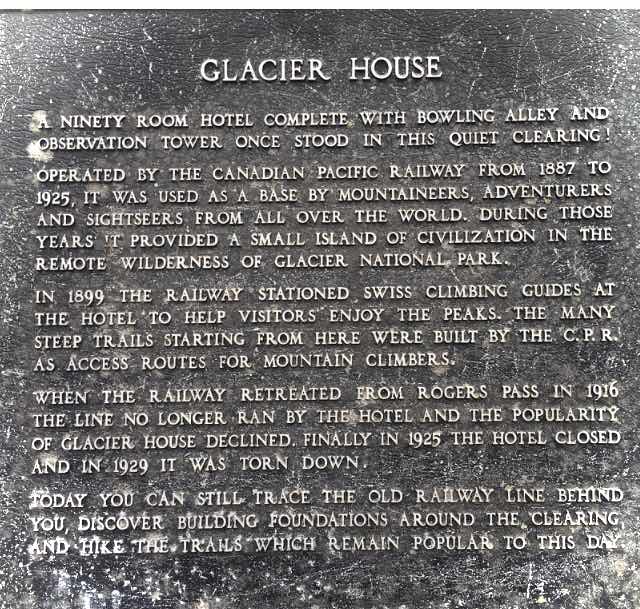 GLACIER HOUSE
A NINETY ROOM HOTEL COMPLETE WITH BOWLING ALLEY AND
OBSERVATION TOWER ONCE STOOD IN THIS QUIET CLEARING!
OPERATED BY THE CANADIAN PACIFIC RAILWAY FROM 1887 TO
1925, IT WAS USED AS A BASE BY MOUNTAINEERS, ADVENTURERS
AND SIGHTSEERS FROM ALL OVER THE WORLD. DURING THOSE
YEARS IT PROVIDED A SMALL ISLAND OF CIVILIZATION IN THE
REMOTE WILDERNESS OF GLACIER NATIONAL PARK.
IN 1899 THE RAILWAY STATIONED SWISS CLIMBING GUIDES AT
THE HOTEL TO HELP VISITORS ENJOY THE PEAKS. THE MANY
STEEP TRAILS STARTING FROM HERE WERE BUILT BY THE C.P.R.
AS ACCESS ROUTES FOR MOUNTAIN CLIMBERS.
WHEN THE RAILWAY RETREATED FROM ROGERS PASS IN 1916
THE LINE NO LONGER RAN BY THE HOTEL AND THE POPULARITY
OF GLACIER HOUSE DECLINED. FINALLY IN 1925 THE HOTEL CLOSED
AND IN 1929 IT WAS TORN DOWN.
TODAY YOU CAN STILL TRACE THE OLD RAILWAY LINE BEHIND
YOU, DISCOVER BUILDING FOUNDATIONS AROUND THE CLEARING
AND HIKE THE TRAILS WHICH REMAIN POPULAR TO THIS DAY